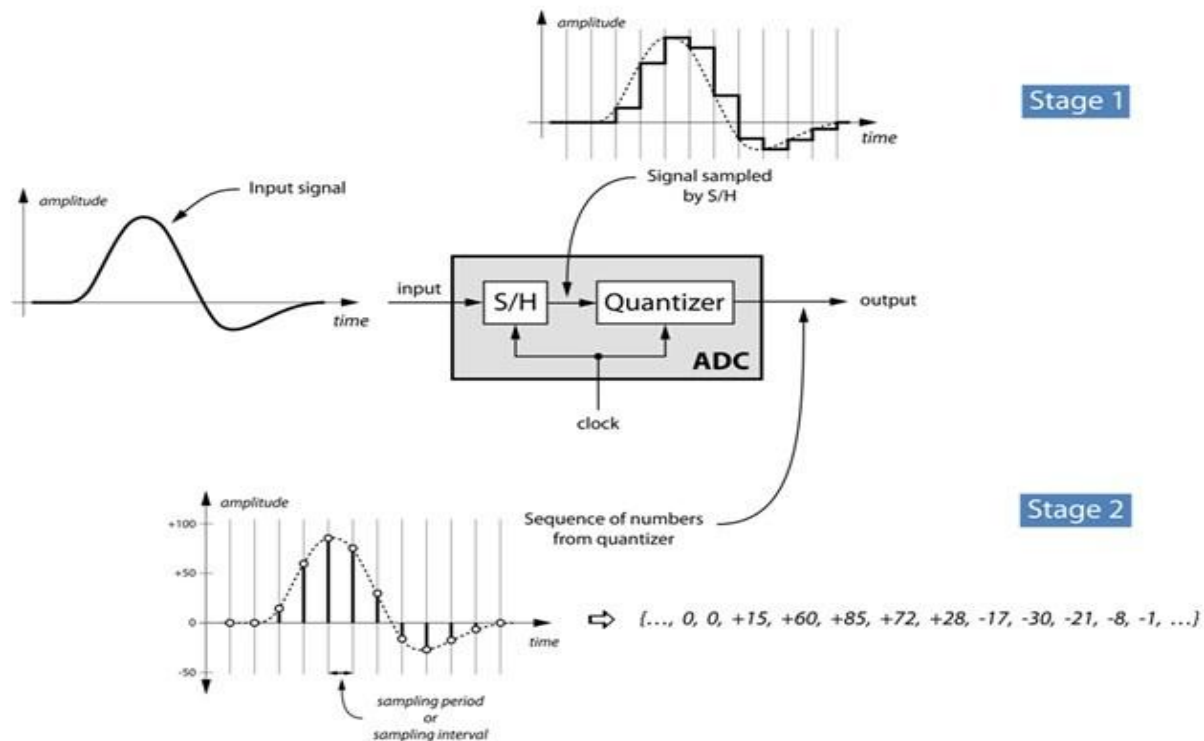 amplitude
time
Stage 1
Signal sampled
by S/H
amplitude
Input signal
time
input
S/H
Quantizer
output
ADC
clock
Stage 2
amplitude
+100
+50
0
-50
time
Sequence of numbers
from quantizer
{..., 0, 0, +15, +60, +85, +72, +28, -17, -30, -21, -8, -1, ...}
sampling period
or
sampling interval